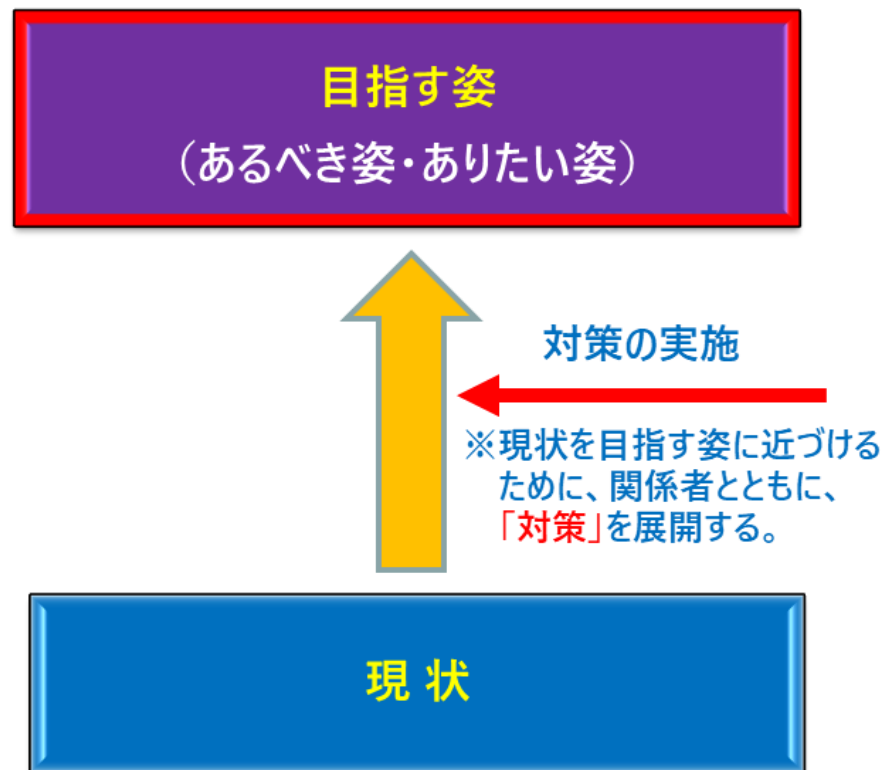 目指す姿
（あるべき姿・ありたい姿）
対策の実施
※現状を目指す姿に近づける
ために、関係者とともに、
「対策」を展開する。
現 状